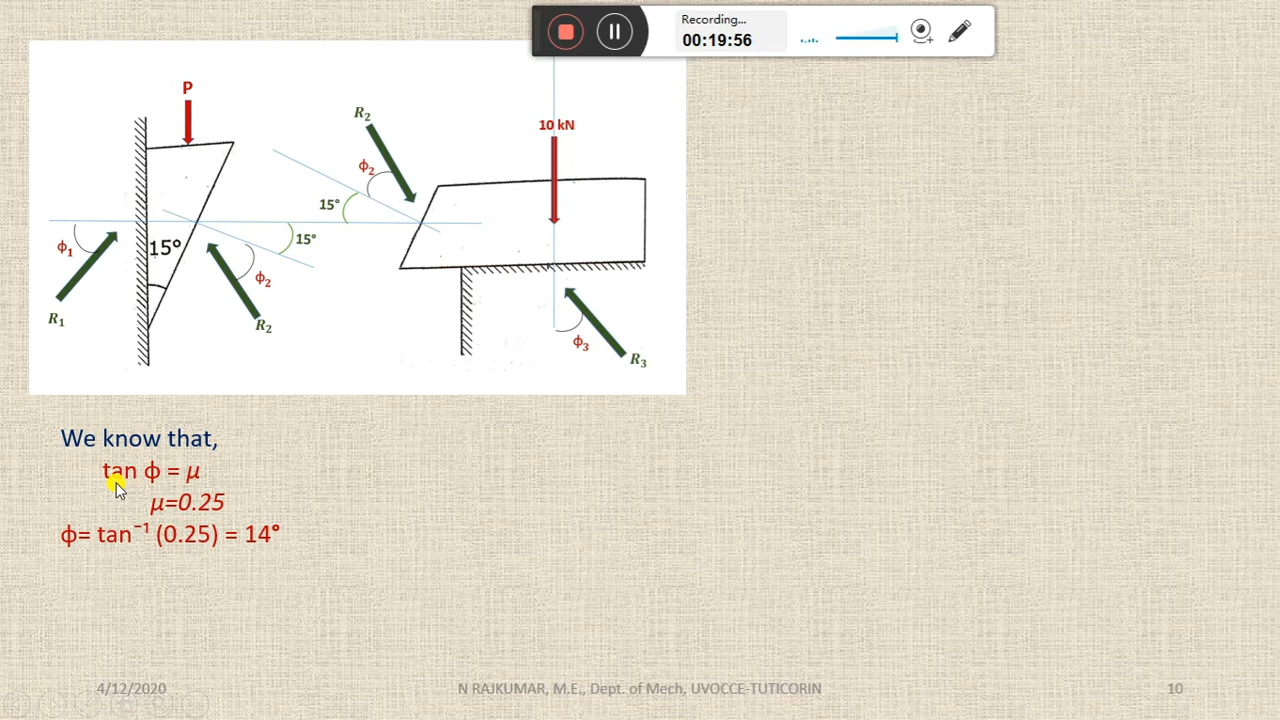 Recording...
00:19:56
P
R₂
10 kN
ϕ₂
15°
ϕ₁
15°
15°
ϕ₂
R₁
R₂
ϕ₃
R₃
We know that,
tan ϕ = μ
μ=0.25
ϕ= tan⁻¹ (0.25) = 14°
4/12/2020
N RAJKUMAR, M.E., Dept. of Mech, UVOCCE-TUTICORIN
10